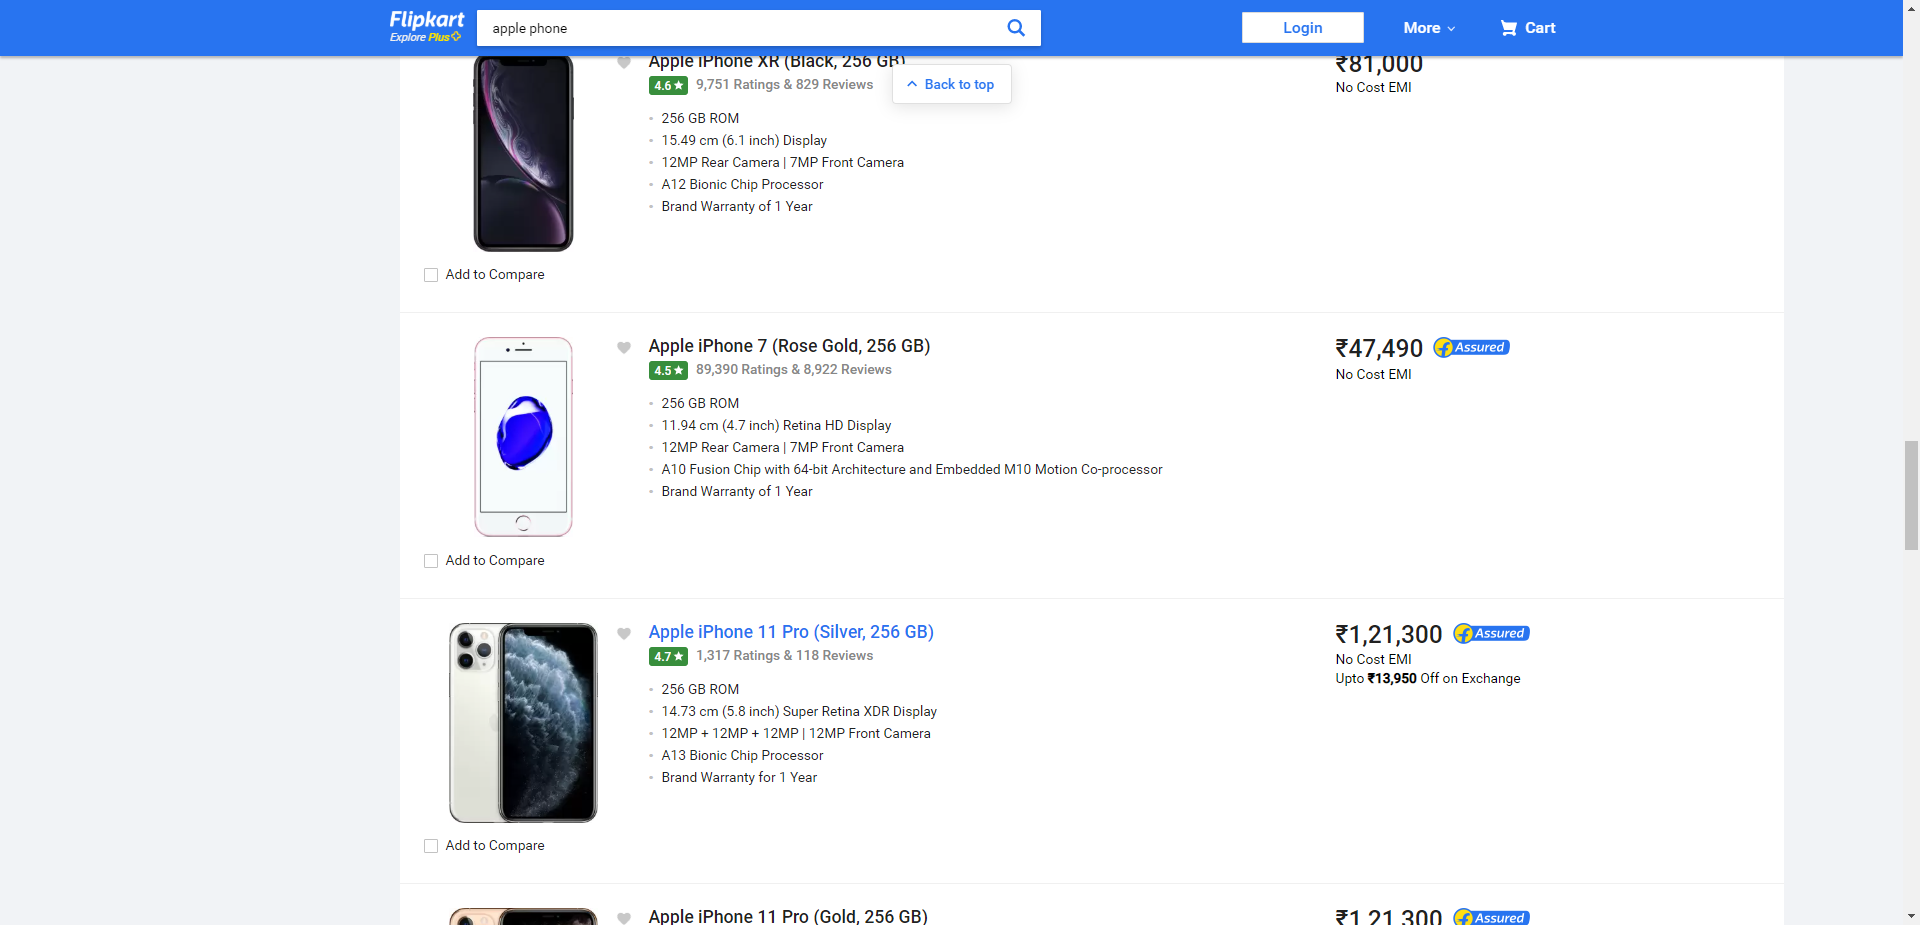 Flipkart
Explore Plus
apple phone
Login
More
Cart
Apple iPhone XR (Black, 256 GB)
4.6
9,751 Ratings & 829 Reviews
Back to top
256 GB ROM
15.49 cm (6.1 inch) Display
12MP Rear Camera | 7MP Front Camera
A12 Bionic Chip Processor
Brand Warranty of 1 Year
₹81,000
No Cost EMI
Add to Compare
Apple iPhone 7 (Rose Gold, 256 GB)
4.5
89,390 Ratings & 8,922 Reviews
256 GB ROM
11.94 cm (4.7 inch) Retina HD Display
12MP Rear Camera | 7MP Front Camera
A10 Fusion Chip with 64-bit Architecture and Embedded M10 Motion Co-processor
Brand Warranty of 1 Year
₹47,490
Assured
No Cost EMI
Add to Compare
Apple iPhone 11 Pro (Silver, 256 GB)
4.7
1,317 Ratings & 118 Reviews
256 GB ROM
14.73 cm (5.8 inch) Super Retina XDR Display
12MP + 12MP + 12MP | 12MP Front Camera
A13 Bionic Chip Processor
Brand Warranty for 1 Year
₹1,21,300
Assured
No Cost EMI
Upto ₹13,950 Off on Exchange
Add to Compare
Apple iPhone 11 Pro (Gold, 256 GB)
₹1,21,300
Assured